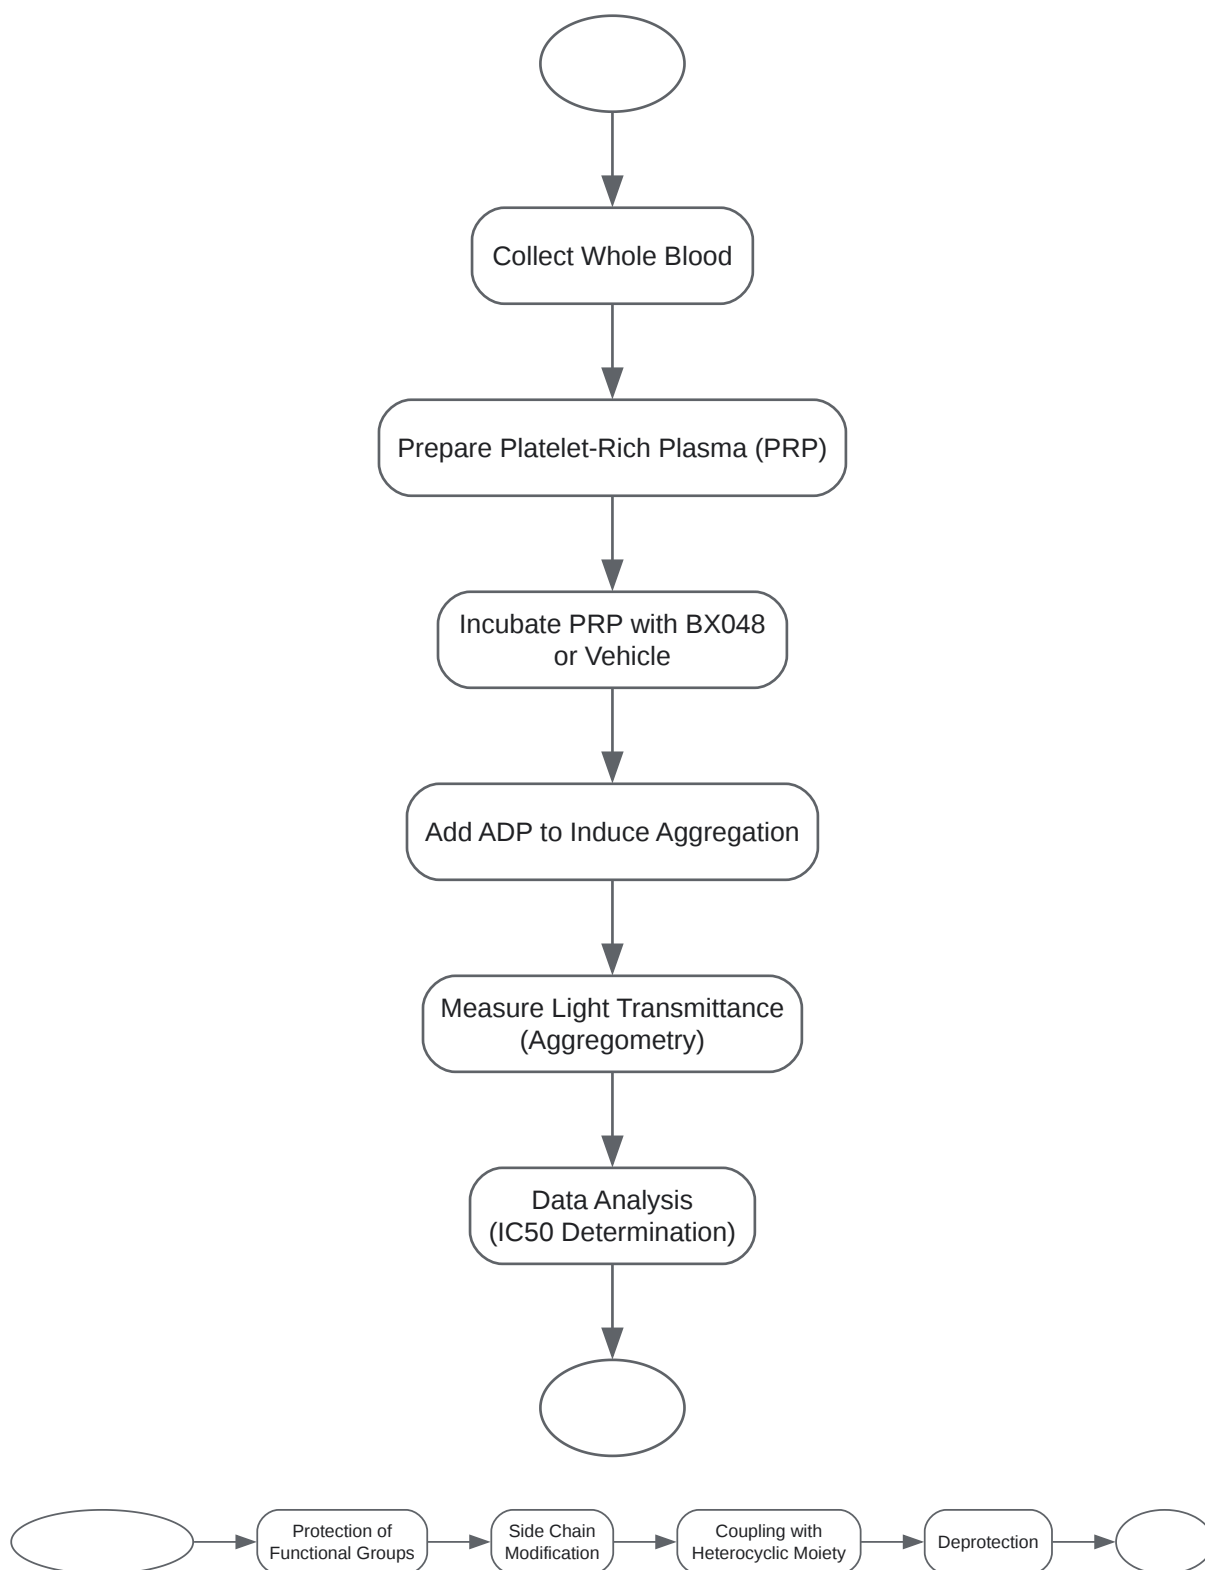 Collect Whole Blood
Prepare Platelet-Rich Plasma (PRP)
Incubate PRP with BX048
or Vehicle
Add ADP to Induce Aggregation
Measure Light Transmittance
(Aggregometry)
Data Analysis
(IC50 Determination)
Protection of
Functional Groups
Side Chain
Modification
Coupling with
Heterocyclic Moiety
Deprotection